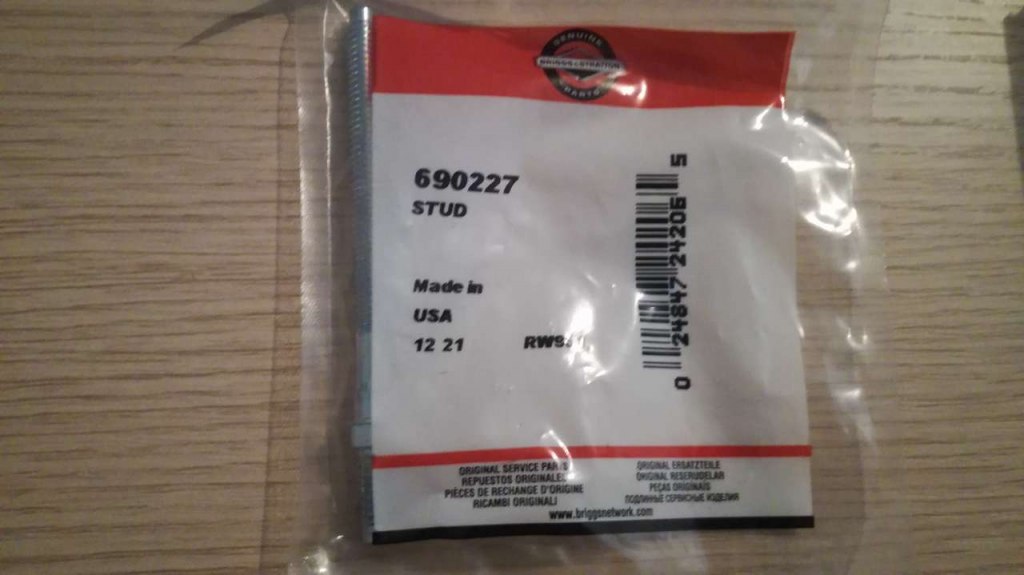 GENUINE
BRIGGS & STRATTON
PARTS
690227
STUD
Made in
USA
12 21
0 24847 24206 5
ORIGINAL SERVICE PARTS
REPUESTOS ORIGINALES
PIÈCES DE RECHANGE D'ORIGINE
RICAMBI ORIGINALI
ORIGINAL ERSATZTEILE
ORIGINAL RESERUDELAR
PEÇAS ORIGINAIS
ПОДЛИННЫЕ СЕРВИСНЫЕ ИЗДЕЛИЯ
www.briggsnetwork.com